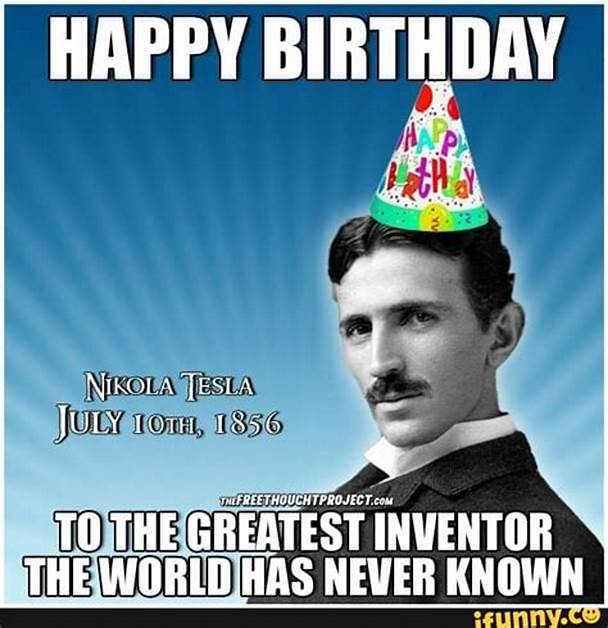 HAPPY BIRTHDAY
HAPPY
BIRTHDAY
NIKOLA TESLA
JULY 10TH, 1856
THEFREETHOUGHTPROJECT.COM
TO THE GREATEST INVENTOR
THE WORLD HAS NEVER KNOWN
ifunny.co